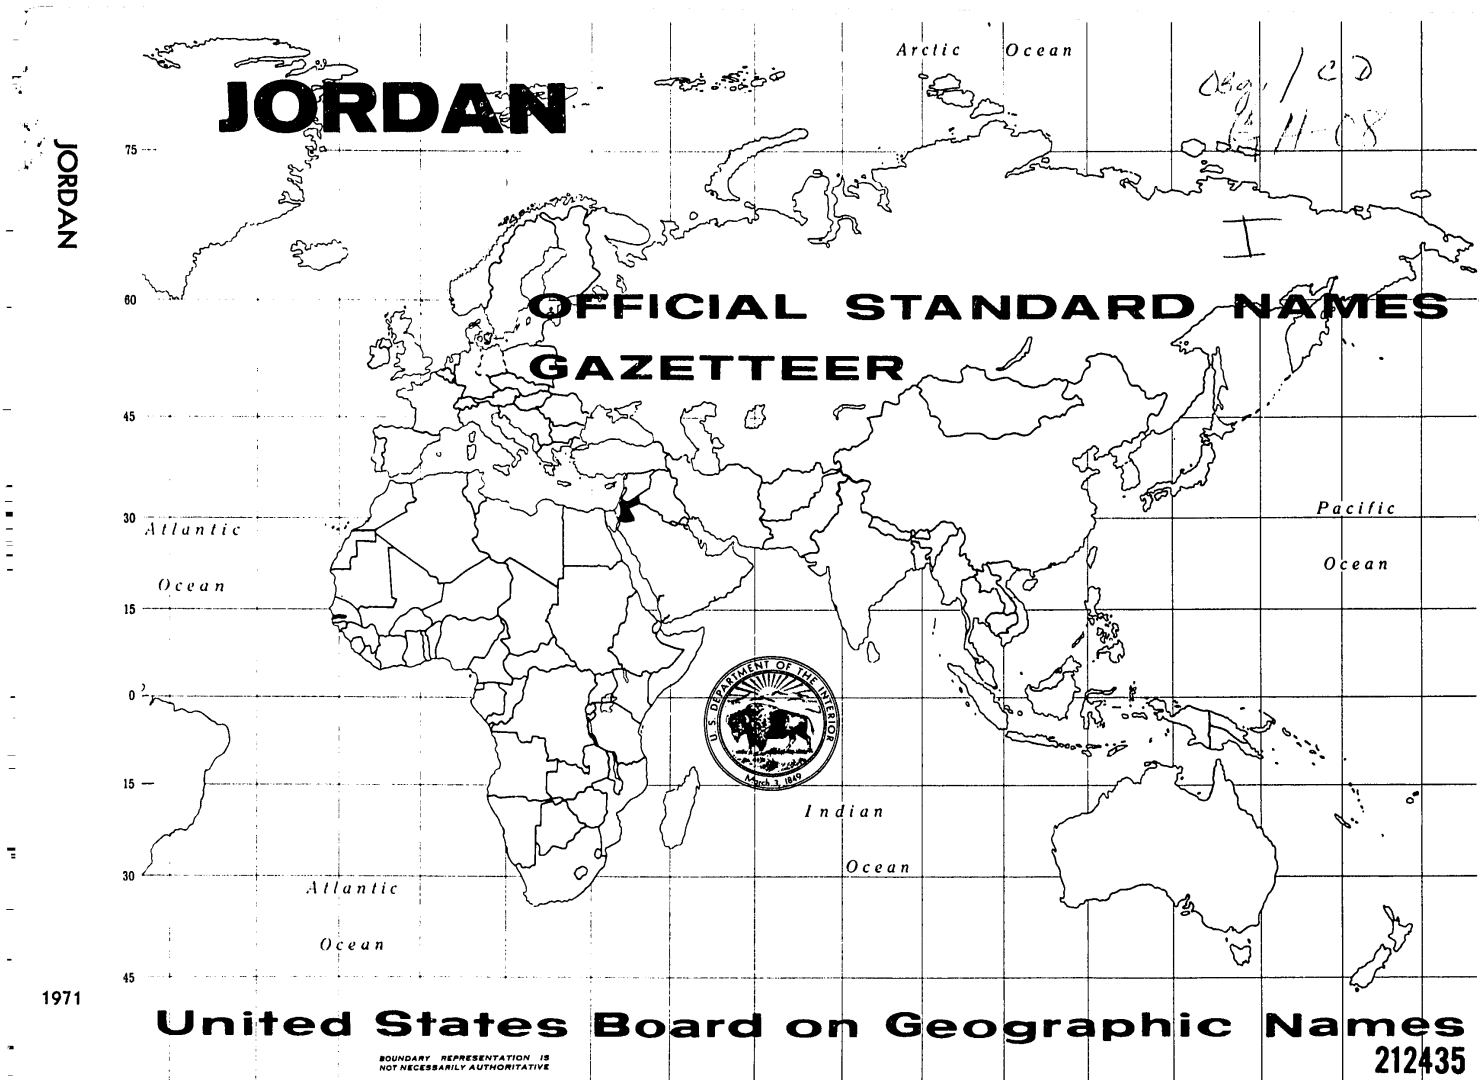 Arctic Ocean
JORDAN
75
JORDAN
60
OFFICIAL STANDARD NAMES
GAZETTEER
45
30
Atlantic
Ocean
Pacific
Ocean
15
0
U.S. DEPARTMENT OF THE INTERIOR
March 3, 1849
15
Indian
Ocean
30
Atlantic
Ocean
45
1971
United States Board on Geographic Names
BOUNDARY REPRESENTATION IS
NOT NECESSARILY AUTHORITATIVE
212435